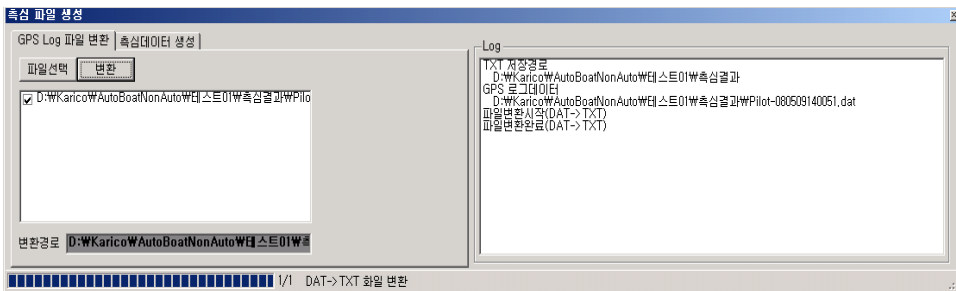 측심 파일 생성
GPS Log 파일 변환 측심데이터 생성
파일선택 변환
D:₩Karico₩AutoBoatNonAuto₩테스트01₩측심결과₩Pilo
변환경로 D:₩Karico₩AutoBoatNonAuto₩테스트01₩측
Log
TXT 저장경로
D:₩Karico₩AutoBoatNonAuto₩테스트01₩측심결과
GPS 로그데이터
D:₩Karico₩AutoBoatNonAuto₩테스트01₩측심결과₩Pilot-080509140051.dat
파일변환시작(DAT->TXT)
파일변환완료(DAT->TXT)
1/1 DAT->TXT 화일 변환